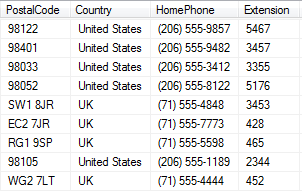 PostalCode Country HomePhone Extension
98122 United States (206) 555-9857 5467
98401 United States (206) 555-9482 3457
98033 United States (206) 555-3412 3355
98052 United States (206) 555-8122 5176
SW1 8JR UK (71) 555-4848 3453
EC2 7JR UK (71) 555-7773 428
RG1 9SP UK (71) 555-5598 465
98105 United States (206) 555-1189 2344
WG2 7LT UK (71) 555-4444 452